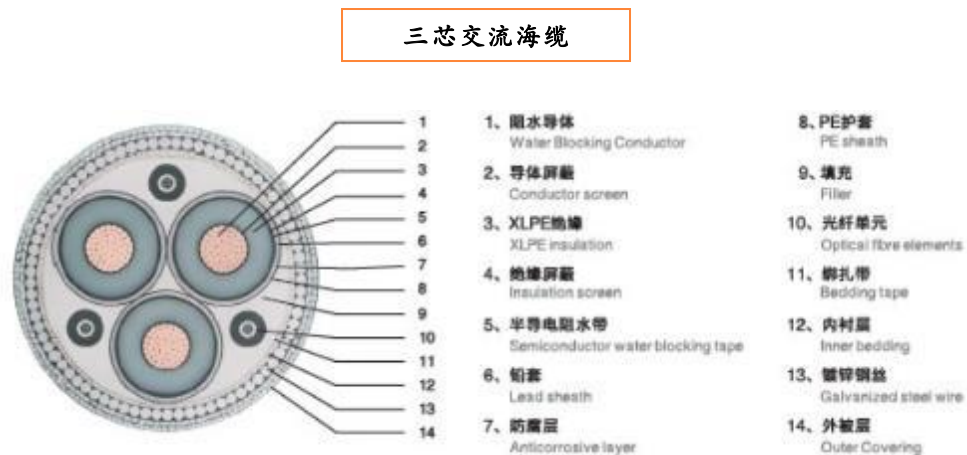 三芯交流海缆
1
2
3
4
5
6
7
8
9
10
11
12
13
14
1、阻水导体
Water Blocking Conductor
2、导体屏蔽
Conductor screen
3、XLPE绝缘
XLPE insulation
4、绝缘屏蔽
Insulation screen
5、半导电阻水带
Semiconductor water blocking tape
6、铅套
Lead sheath
7、防腐层
Anticorrosive layer
8、PE护套
PE sheath
9、填充
Filler
10、光纤单元
Optical fibre elements
11、绑扎带
Bedding tape
12、内衬层
Inner bedding
13、镀锌钢丝
Galvanized steel wire
14、外被层
Outer Covering